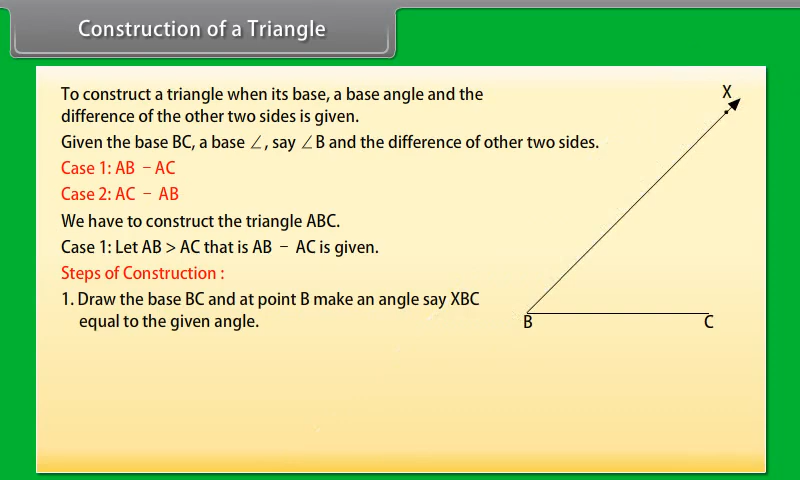 Construction of a Triangle
To construct a triangle when its base, a base angle and the
difference of the other two sides is given.
Given the base BC, a base ∠, say ∠B and the difference of other two sides.
Case 1: AB − AC
Case 2: AC − AB
We have to construct the triangle ABC.
Case 1: Let AB > AC that is AB − AC is given.
Steps of Construction :
1. Draw the base BC and at point B make an angle say XBC
equal to the given angle.
X
B
C